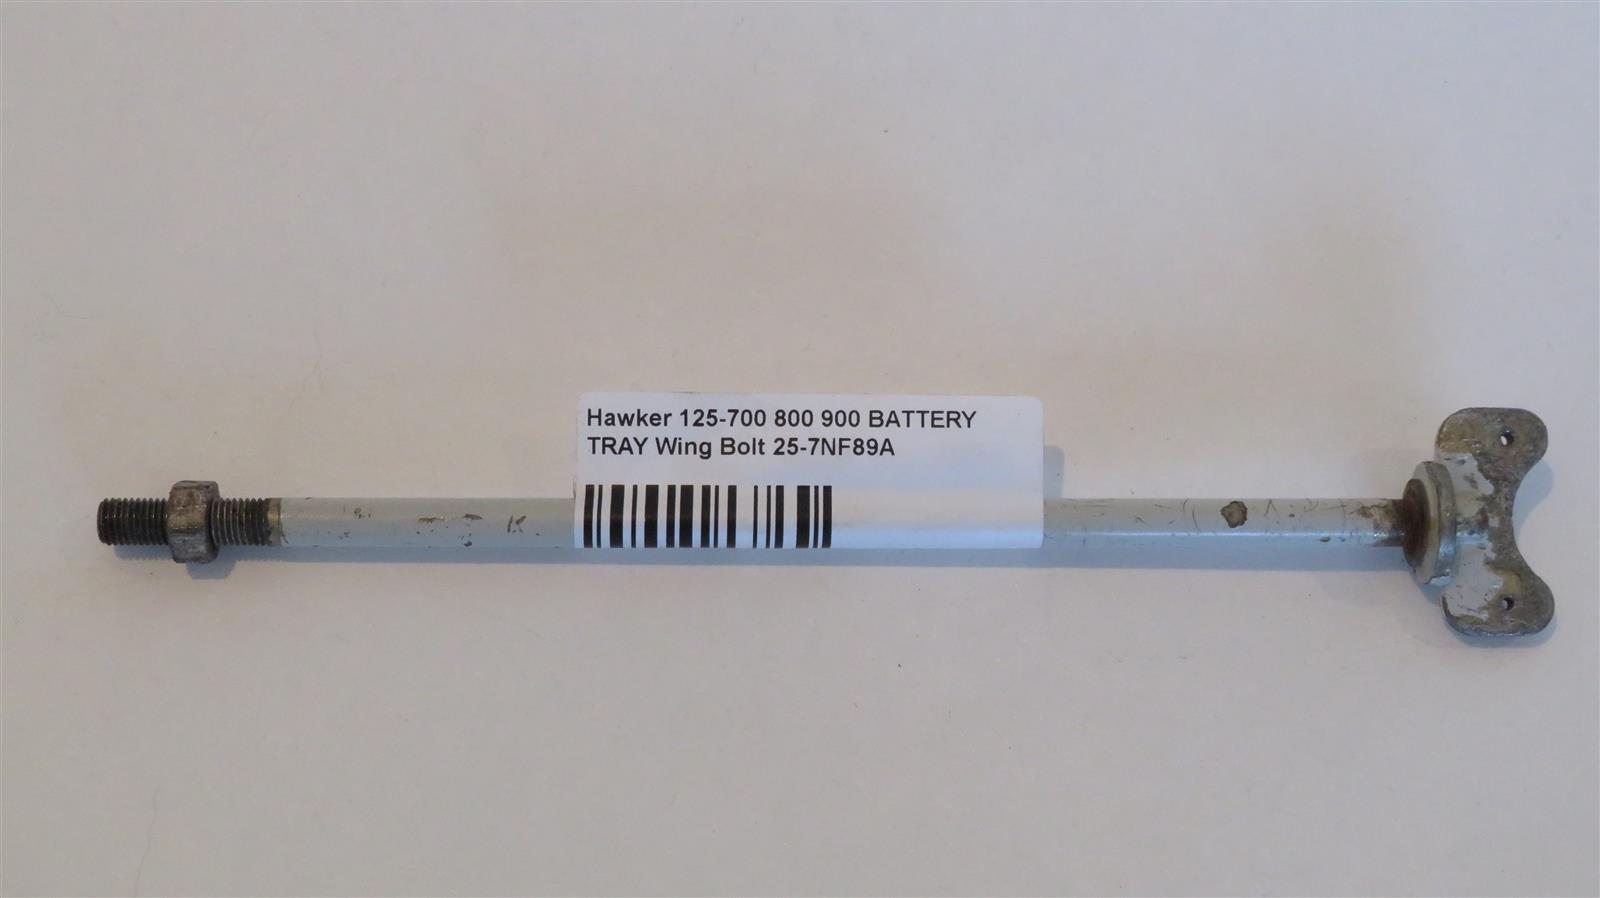 Hawker 125-700 800 900 BATTERY
TRAY Wing Bolt 25-7NF89A